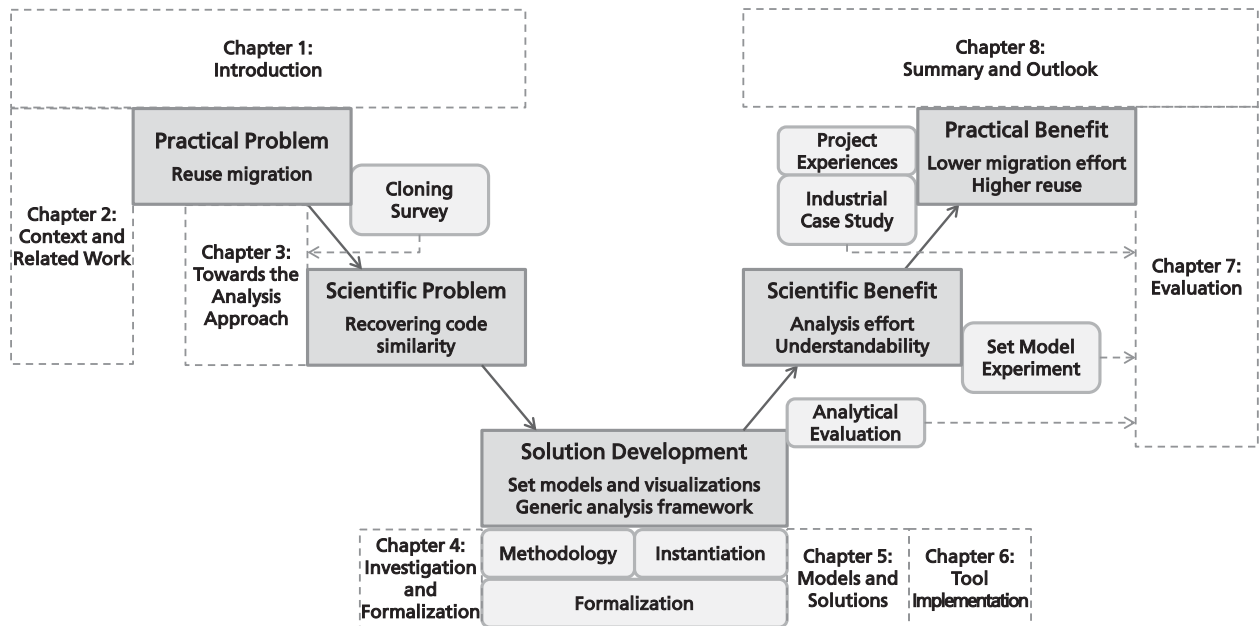 Chapter 1:
Introduction
Chapter 8:
Summary and Outlook
Practical Problem
Reuse migration
Cloning
Survey
Chapter 2:
Context and
Related Work
Chapter 3:
Towards the
Analysis
Approach
Scientific Problem
Recovering code
similarity
Project
Experiences
Industrial
Case Study
Practical Benefit
Lower migration effort
Higher reuse
Chapter 7:
Evaluation
Scientific Benefit
Analysis effort
Understandability
Set Model
Experiment
Analytical
Evaluation
Solution Development
Set models and visualizations
Generic analysis framework
Chapter 4:
Investigation
and
Formalization
Methodology
Instantiation
Formalization
Chapter 5:
Models and
Solutions
Chapter 6:
Tool
Implementation